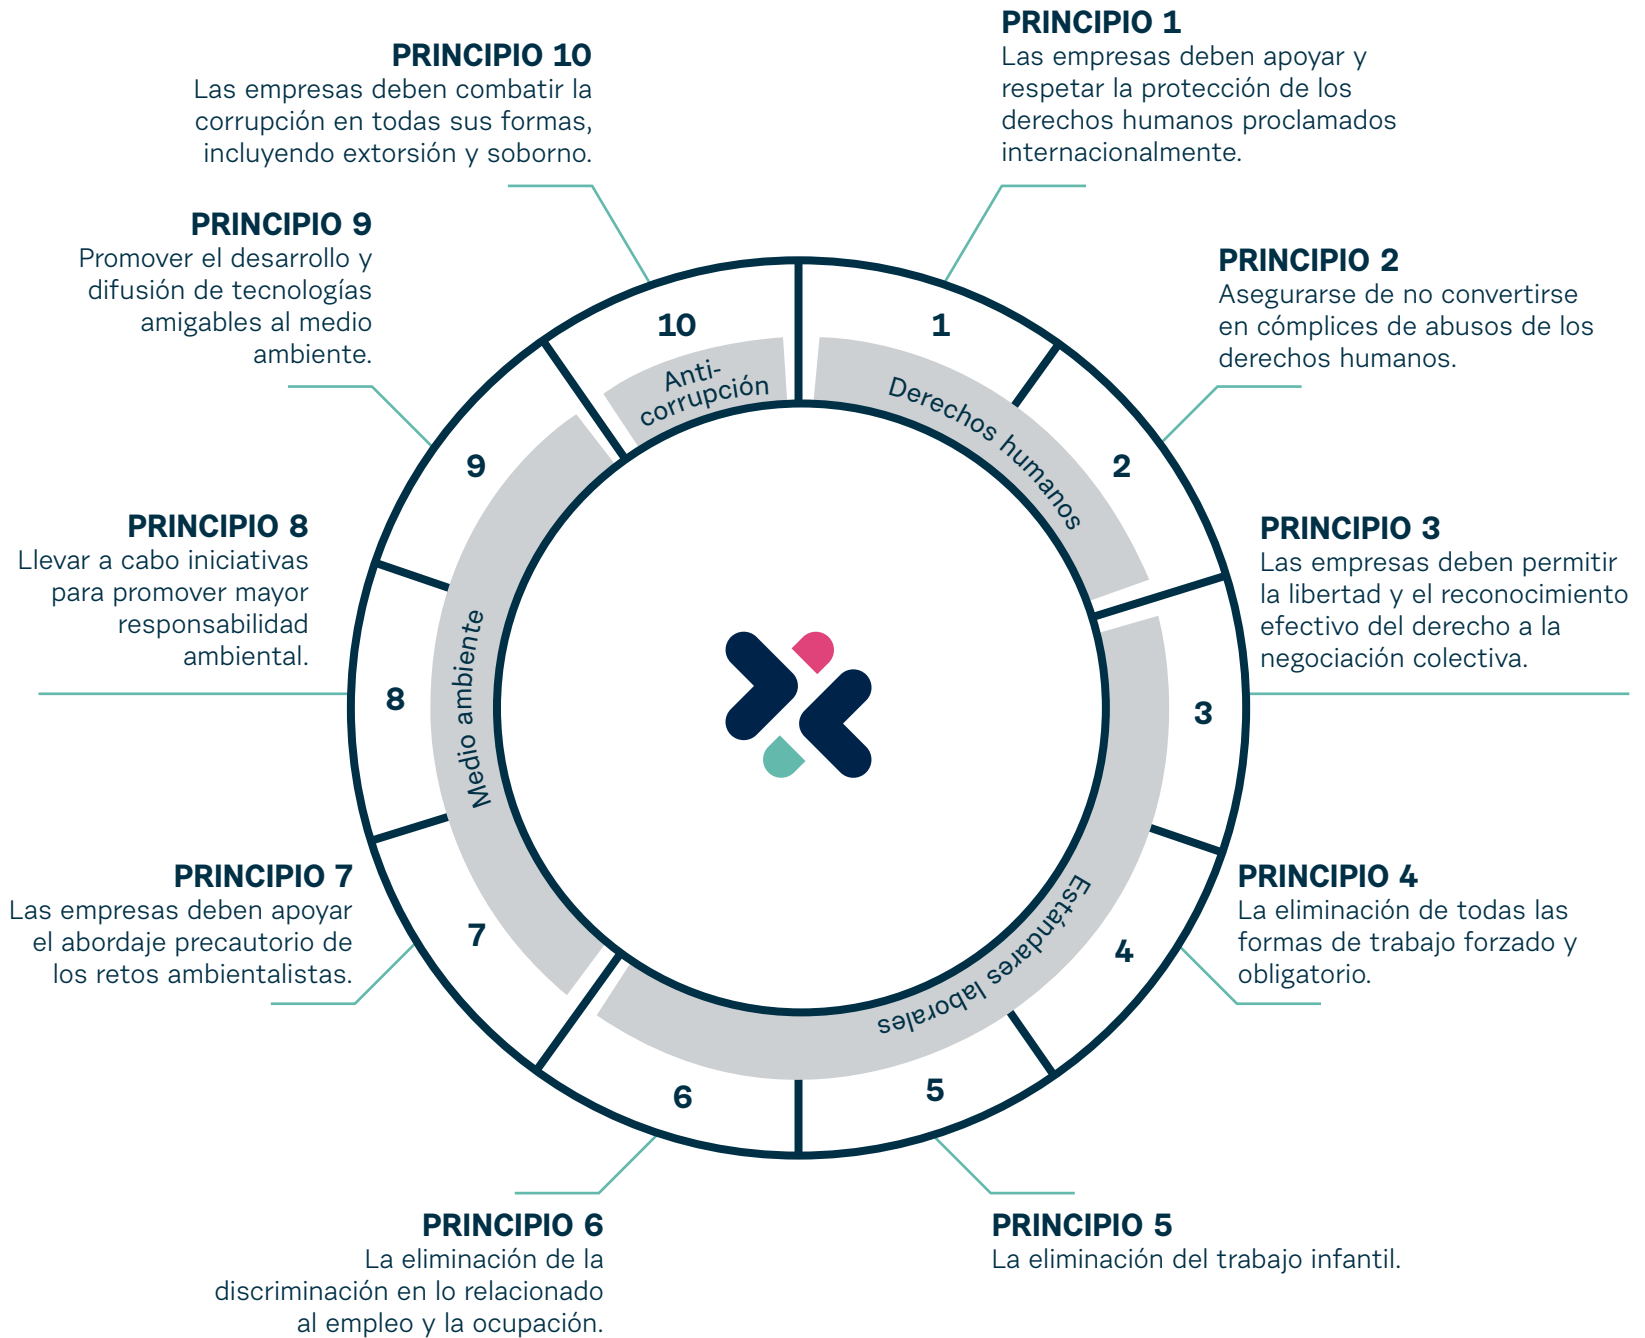 PRINCIPIO 1
Las empresas deben apoyar y
respetar la protección de los
derechos humanos proclamados
internacionalmente.
PRINCIPIO 2
Asegurarse de no convertirse
en cómplices de abusos de los
derechos humanos.
PRINCIPIO 3
Las empresas deben permitir
la libertad y el reconocimiento
efectivo del derecho a la
negociación colectiva.
PRINCIPIO 4
La eliminación de todas las
formas de trabajo forzado y
obligatorio.
PRINCIPIO 5
La eliminación del trabajo infantil.
PRINCIPIO 6
La eliminación de la
discriminación en lo relacionado
al empleo y la ocupación.
PRINCIPIO 7
Las empresas deben apoyar
el abordaje precautorio de
los retos ambientalistas.
PRINCIPIO 8
Llevar a cabo iniciativas
para promover mayor
responsabilidad
ambiental.
PRINCIPIO 9
Promover el desarrollo y
difusión de tecnologías
amigables al medio
ambiente.
PRINCIPIO 10
Las empresas deben combatir la
corrupción en todas sus formas,
incluyendo extorsión y soborno.
1
2
3
4
5
6
7
8
9
10
Derechos humanos
Estándares laborales
Medio ambiente
Anti-
corrupción